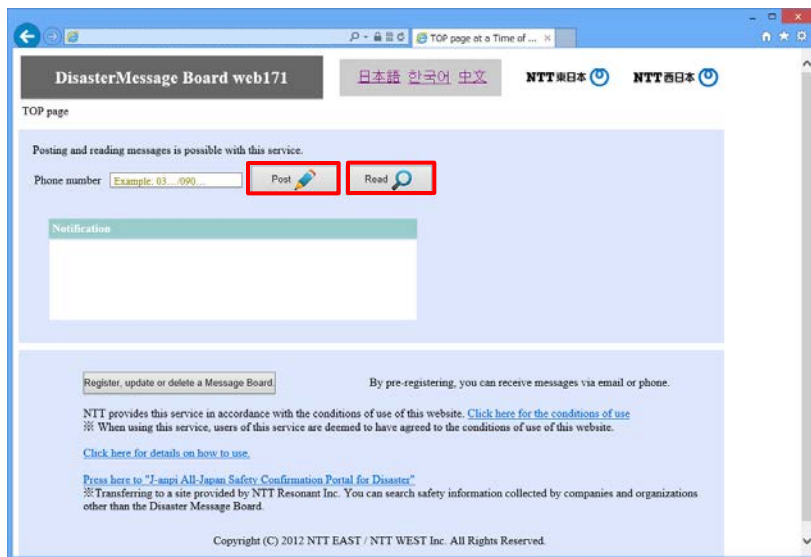 TOP page at a Time of ...
DisasterMessage Board web171
日本語 한국어 中文
NTT東日本
NTT西日本
TOP page
Posting and reading messages is possible with this service.
Phone number Example: 03..../090... Post Read
Notification
Register, update or delete a Message Board. By pre-registering, you can receive messages via email or phone.
NTT provides this service in accordance with the conditions of use of this website. Click here for the conditions of use
※ When using this service, users of this service are deemed to have agreed to the conditions of use of this website.
Click here for details on how to use.
Press here to "J-anpi All-Japan Safety Confirmation Portal for Disaster"
※Transferring to a site provided by NTT Resonant Inc. You can search safety information collected by companies and organizations
other than the Disaster Message Board.
Copyright (C) 2012 NTT EAST / NTT WEST Inc. All Rights Reserved.